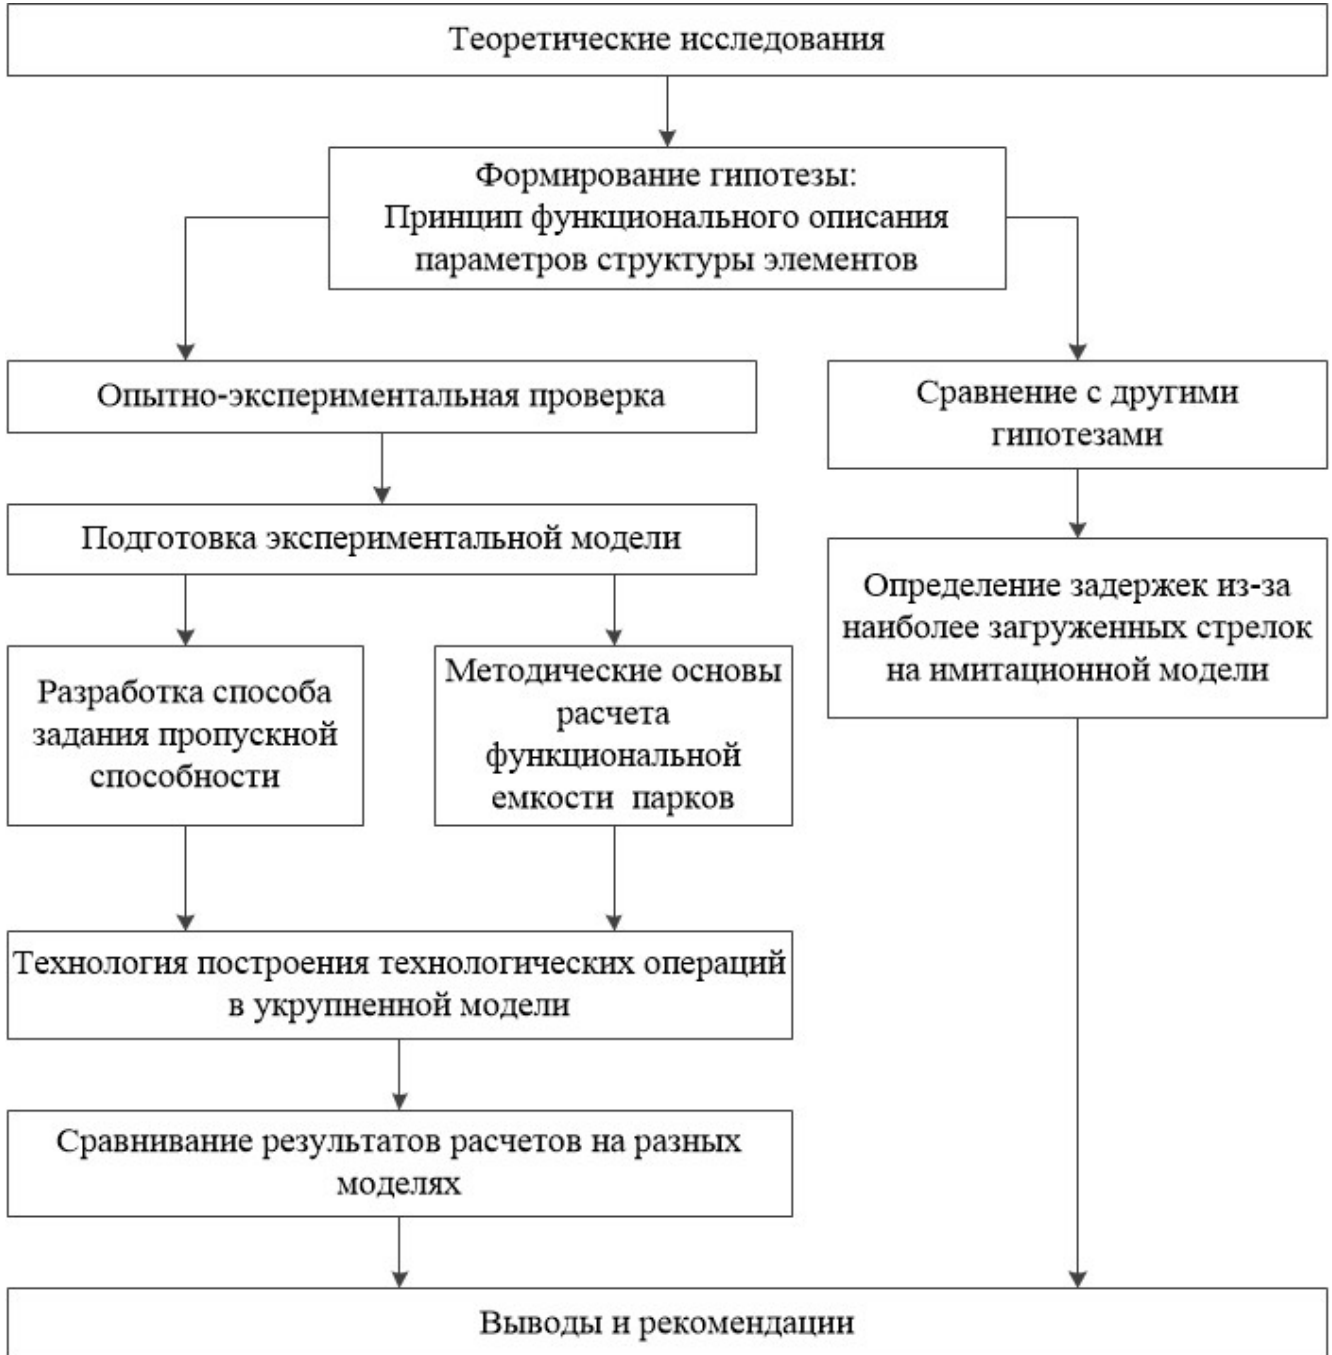 Теоретические исследования
Формирование гипотезы:
Принцип функционального описания
параметров структуры элементов
Опытно-экспериментальная проверка
Сравнение с другими
гипотезами
Подготовка экспериментальной модели
Определение задержек из-за
наиболее загруженных стрелок
на имитационной модели
Разработка способа
задания пропускной
способности
Методические основы
расчета
функциональной
емкости парков
Технология построения технологических операций
в укрупненной модели
Сравнивание результатов расчетов на разных
моделях
Выводы и рекомендации